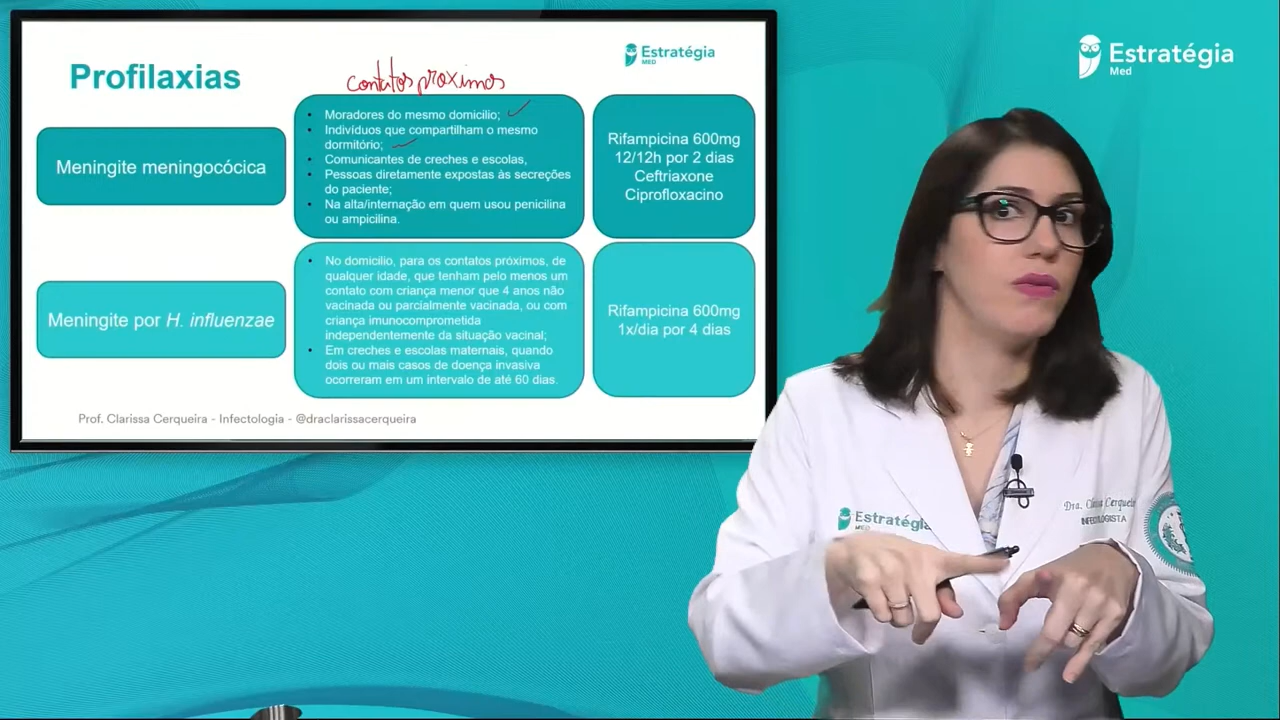 Profilaxias
Estratégia
MED
contatos próximos
Meningite meningocócica
• Moradores do mesmo domicilio;
• Indivíduos que compartilham o mesmo
dormitório;
• Comunicantes de creches e escolas,
• Pessoas diretamente expostas às secreções
do paciente;
• Na alta/internação em quem usou penicilina
ou ampicilina.
Rifampicina 600mg
12/12h por 2 dias
Ceftriaxone
Ciprofloxacino
Meningite por H. influenzae
• No domicilio, para os contatos próximos, de
qualquer idade, que tenham pelo menos um
contato com criança menor que 4 anos não
vacinada ou parcialmente vacinada, ou com
criança imunocomprometida
independentemente da situação vacinal;
• Em creches e escolas maternais, quando
dois ou mais casos de doença invasiva
ocorreram em um intervalo de até 60 dias.
Rifampicina 600mg
1x/dia por 4 dias
Prof. Clarissa Cerqueira - Infectologia - @draclarissacerqueira
Estratégia
Med
Estratégia
MED
Dra. Cerqueir
INFECTOLOGISTA